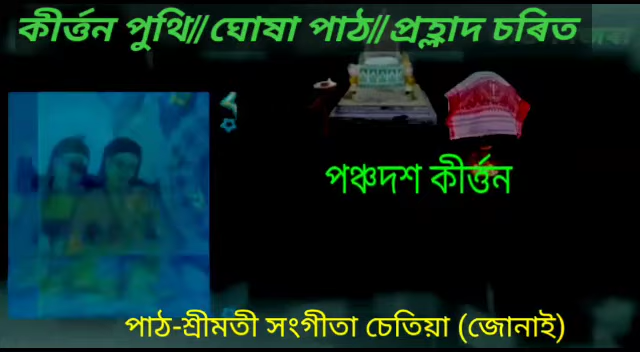 কীৰ্ত্তন পুথি// ঘোষা পাঠ// প্ৰহ্লাদ চৰিত
পঞ্চদশ কীৰ্ত্তন
পাঠ-শ্ৰীমতী সংগীতা চেতিয়া (জোনাই)